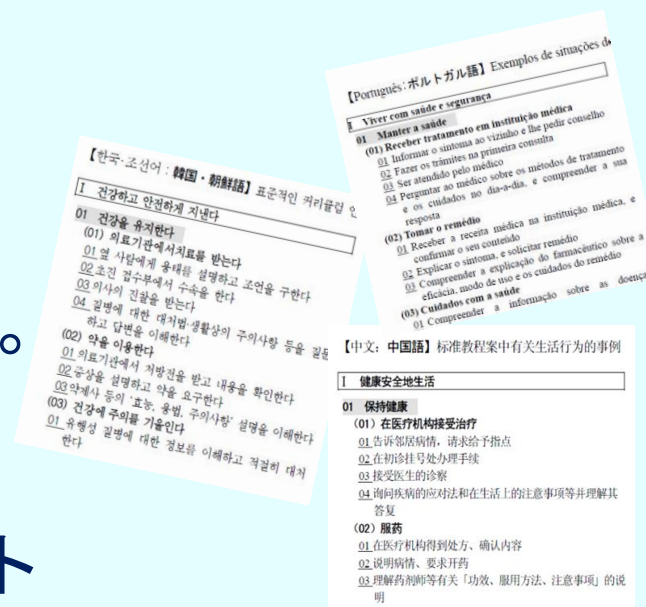 【Português:ポルトガル語】Exemplos de situações d
I Viver com saúde e segurança
01 Manter a saúde
(01) Receber tratamento em instituição médica
01 Informar o sintoma ao vizinho e lhe pedir conselho
02 Fazer os trâmites na primeira consulta
03 Ser atendido pelo médico
04 Perguntar ao médico sobre os métodos de tratamento
e os cuidados no dia-a-dia, e compreender a sua
resposta
(02) Tomar o remédio
01 Receber a receita médica na instituição médica, e
confirmar o seu conteúdo
02 Explicar o sintoma, e solicitar remédio
03 Compreender a explicação do farmacêutico sobre a
eficácia, modo de uso e os cuidados do remédio
(03) Cuidados com a saúde
01 Compreender a informação sobre as doença
【한국·조선어 : 韓国・朝鮮語】표준적인 커리큘럼
I 건강하고 안전하게 지낸다
01 건강을 유지한다
(01) 의료기관에서치료를 받는다
01 옆 사람에게 용태를 설명하고 조언을 구한다
02 초진 접수부에서 수속을 한다
03 의사의 진찰을 받는다
04 질병에 대한 대처법·생활상의 주의사항 등을 질문
하고 답변을 이해한다
(02) 약을 이용한다
01 의료기관에서 처방전을 받고 내용을 확인한다
02 증상을 설명하고 약을 요구한다
03 약제사 등의 '효능, 용법, 주의사항' 설명을 이해한다
(03) 건강에 주의를 기울인다
01 유행성 질병에 대한 정보를 이해하고 적절히 대처
한다
【中文：中国語】标准教程案中有关生活行为的事例
I 健康安全地生活
01 保持健康
（01）在医疗机构接受治疗
01 告诉邻居病情，请求给予指点
02 在初诊挂号处办理手续
03 接受医生的诊察
04 询问疾病的应对法和在生活上的注意事项等并理解其
答复
（02）服药
01 在医疗机构得到处方、确认内容
02 说明病情、要求开药
03 理解药剂师等有关「功效、服用方法、注意事项」的说
明
。
ト